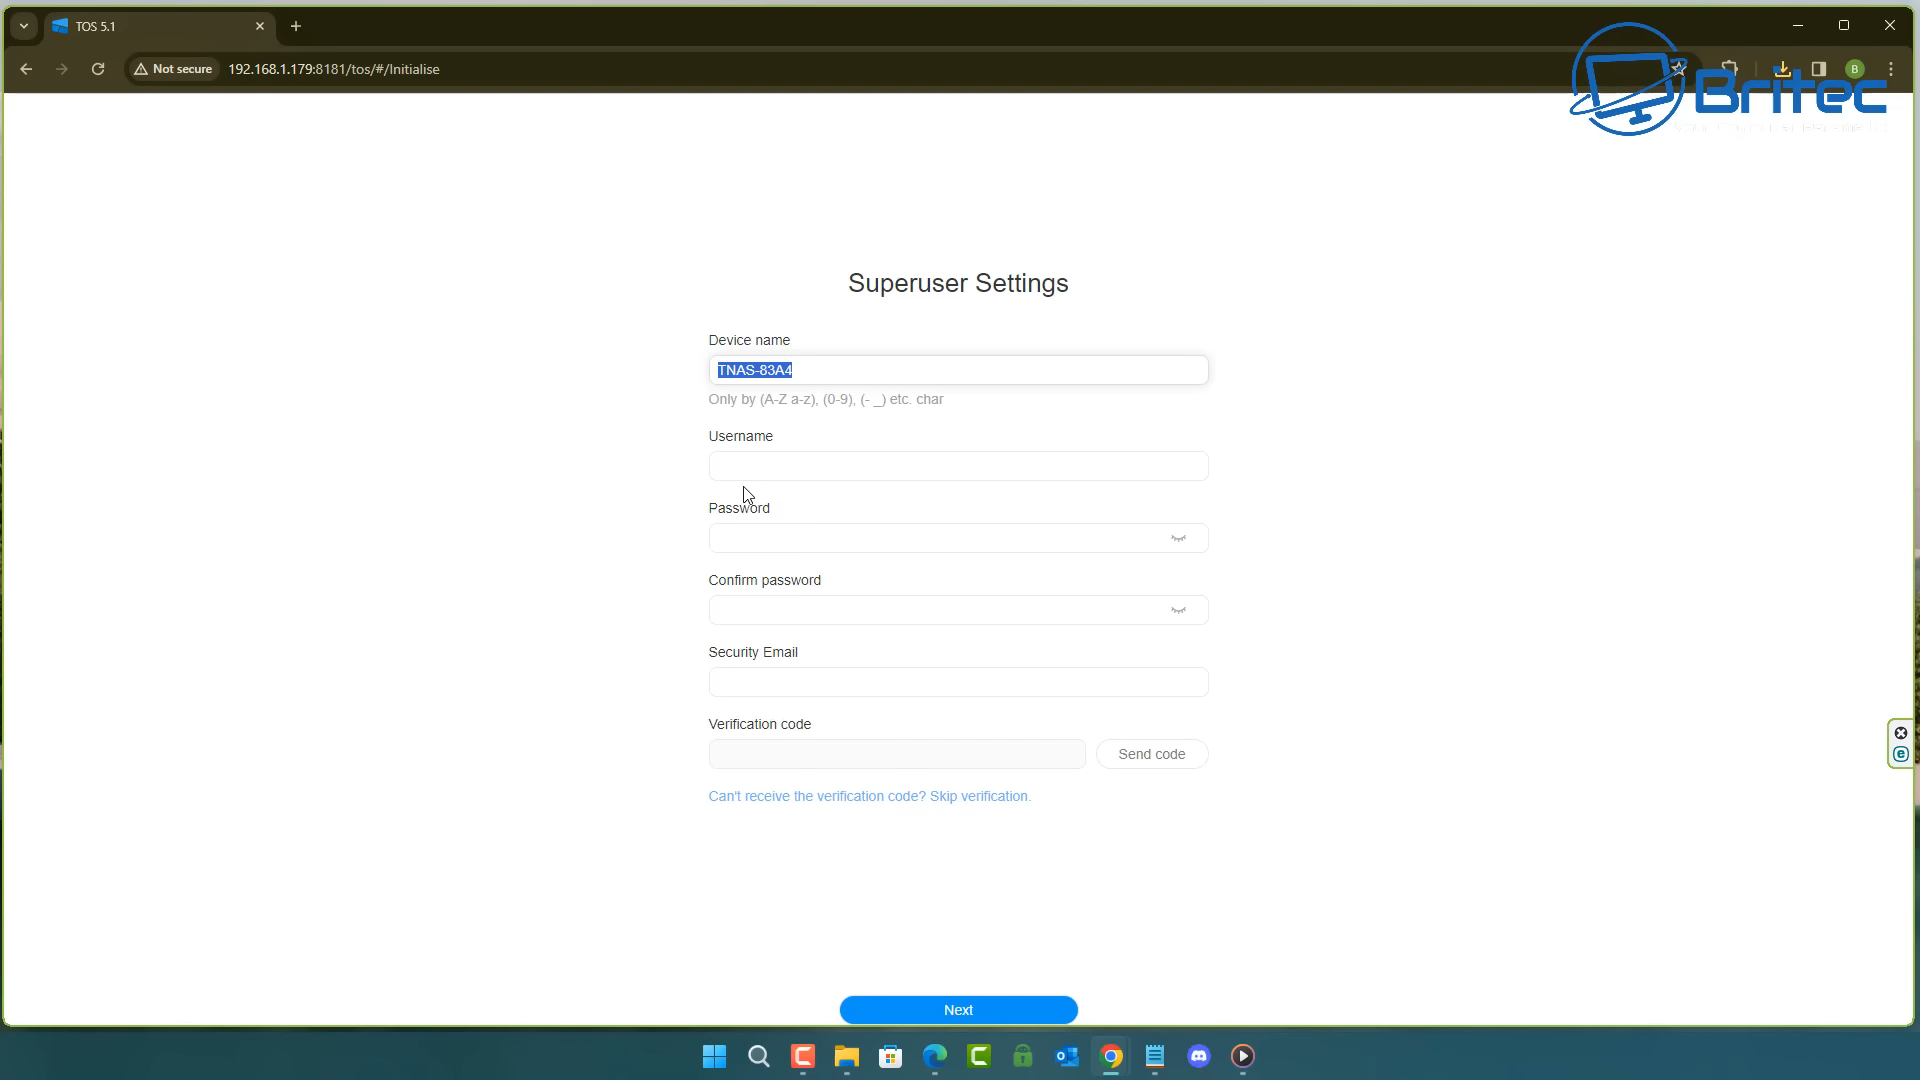 TOS 5.1
Not secure
192.168.1.179:8181/tos/#/Initialise
B
Britec
Superuser Settings
Device name
TNAS-83A4
Only by (A-Z a-z), (0-9), (- _) etc. char
Username
Password
Confirm password
Security Email
Verification code
Send code
Can't receive the verification code? Skip verification.
Next